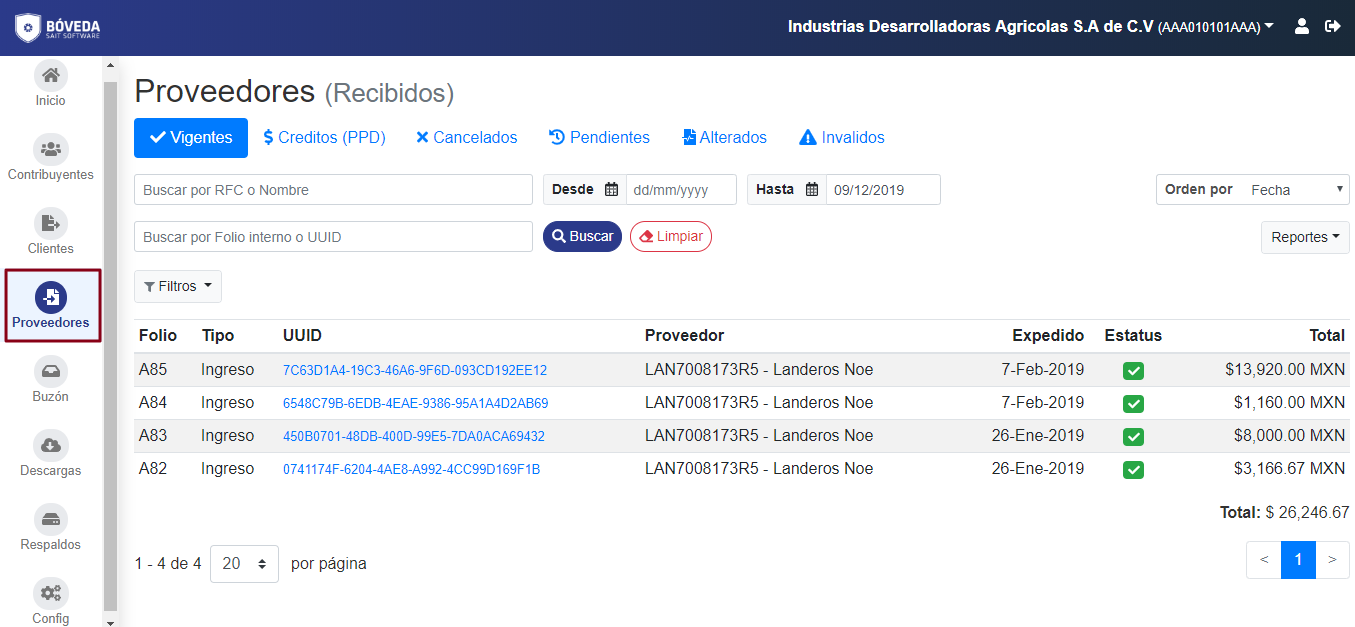 BÓVEDA
SAIT SOFTWARE
Industrias Desarrolladoras Agricolas S.A de C.V (AAA010101AAA)
Inicio
Contribuyentes
Clientes
Proveedores
Buzón
Descargas
Respaldos
Config
Proveedores (Recibidos)
Vigentes Creditos (PPD) Cancelados Pendientes Alterados Invalidos
Buscar por RFC o Nombre Desde dd/mm/yyyy Hasta 09/12/2019 Orden por Fecha
Buscar por Folio interno o UUID Buscar Limpiar Reportes
Filtros
Folio Tipo UUID Proveedor Expedido Estatus Total
A85 Ingreso 7C63D1A4-19C3-46A6-9F6D-093CD192EE12 LAN7008173R5 - Landeros Noe 7-Feb-2019 $13,920.00 MXN
A84 Ingreso 6548C79B-6EDB-4EAE-9386-95A1A4D2AB69 LAN7008173R5 - Landeros Noe 7-Feb-2019 $1,160.00 MXN
A83 Ingreso 450B0701-48DB-400D-99E5-7DA0ACA69432 LAN7008173R5 - Landeros Noe 26-Ene-2019 $8,000.00 MXN
A82 Ingreso 0741174F-6204-4AE8-A992-4CC99D169F1B LAN7008173R5 - Landeros Noe 26-Ene-2019 $3,166.67 MXN
Total: $ 26,246.67
1 - 4 de 4 20 por página < 1 >